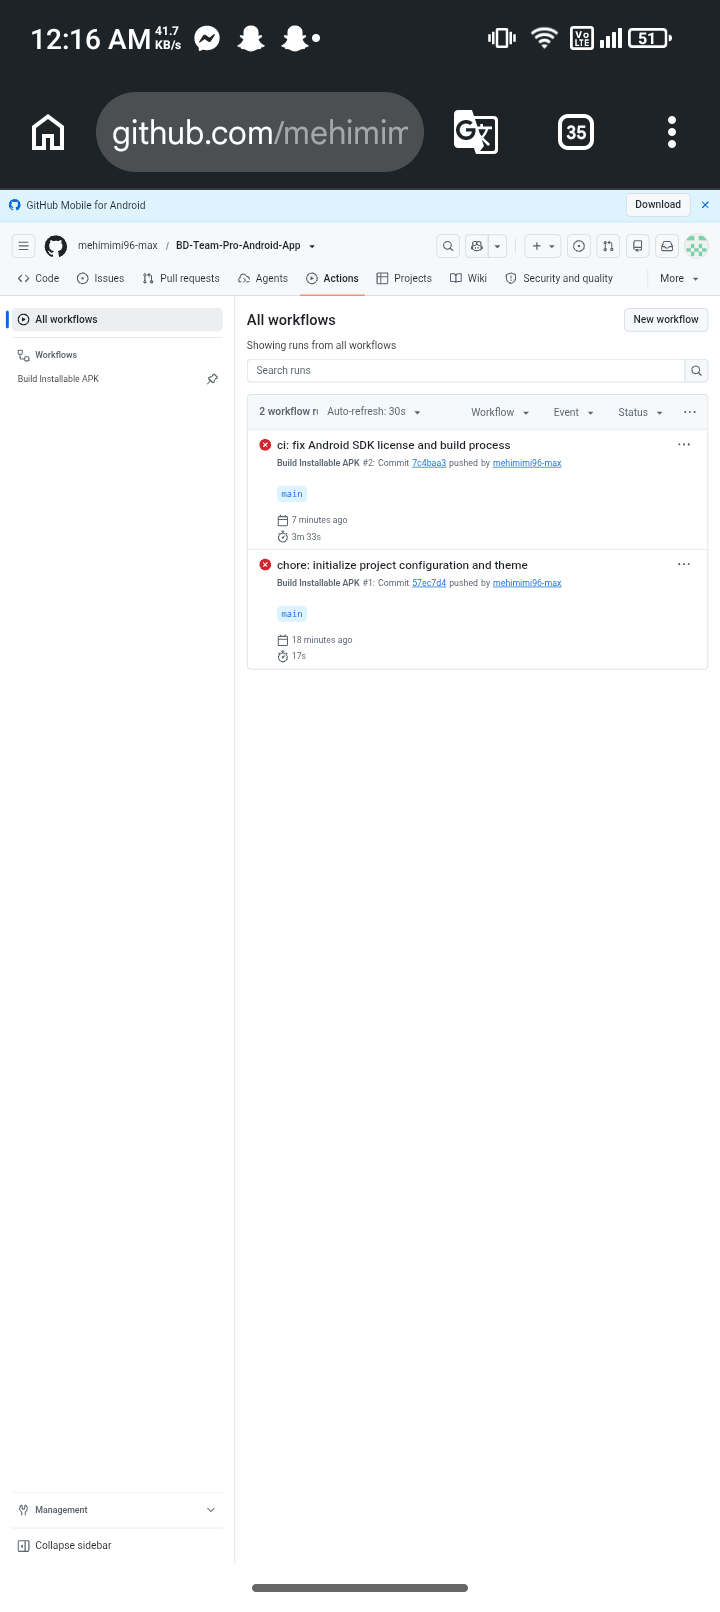 12:16 AM 41.7 KB/s Vo LTE 51
github.com/mehimim 35
GitHub Mobile for Android Download
mehimimi96-max / BD-Team-Pro-Android-App
Code Issues Pull requests Agents Actions Projects Wiki Security and quality More
All workflows
Workflows
Build Installable APK
All workflows New workflow
Showing runs from all workflows
Search runs
2 workflow r Auto-refresh: 30s Workflow Event Status
ci: fix Android SDK license and build process
Build Installable APK #2: Commit 7c4baa3 pushed by mehimimi96-max
main
7 minutes ago
3m 33s
chore: initialize project configuration and theme
Build Installable APK #1: Commit 57ec7d4 pushed by mehimimi96-max
main
18 minutes ago
17s
Management
Collapse sidebar